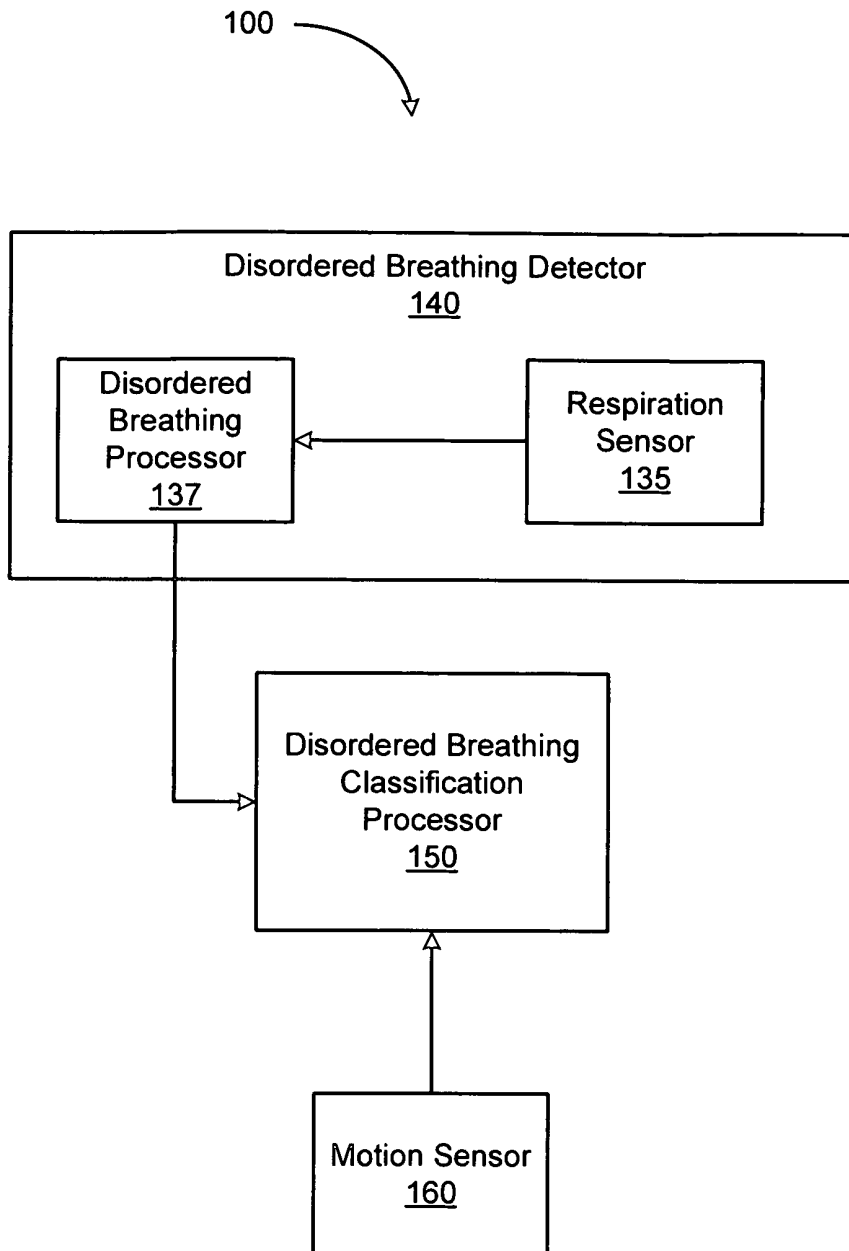 100
Disordered Breathing Detector
140
Disordered
Breathing
Processor
137
Respiration
Sensor
135
Disordered Breathing
Classification
Processor
150
Motion Sensor
160